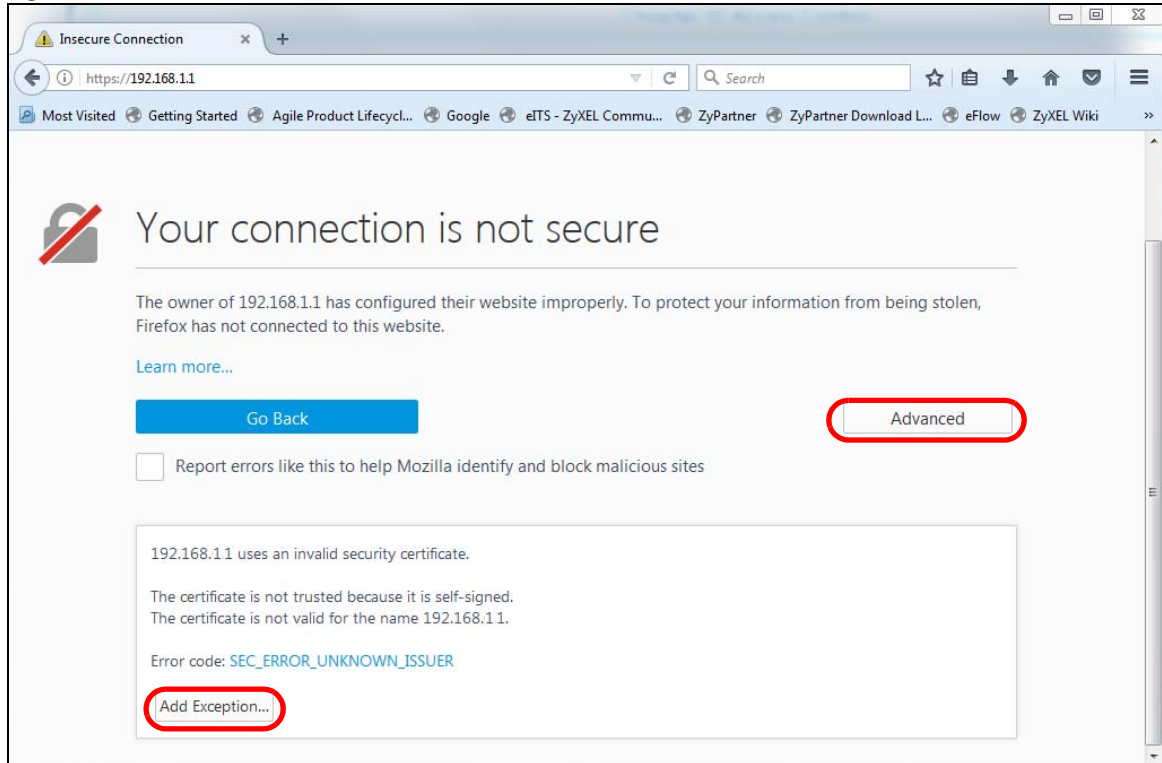 Insecure Connection
https://192.168.1.1
Search
Most Visited Getting Started Agile Product Lifecycl... Google eITS - ZyXEL Commu... ZyPartner ZyPartner Download L... eFlow ZyXEL Wiki
Your connection is not secure
The owner of 192.168.1.1 has configured their website improperly. To protect your information from being stolen,
Firefox has not connected to this website.
Learn more...
Go Back
Advanced
Report errors like this to help Mozilla identify and block malicious sites
192.168.1.1 uses an invalid security certificate.
The certificate is not trusted because it is self-signed.
The certificate is not valid for the name 192.168.1.1.
Error code: SEC_ERROR_UNKNOWN_ISSUER
Add Exception...